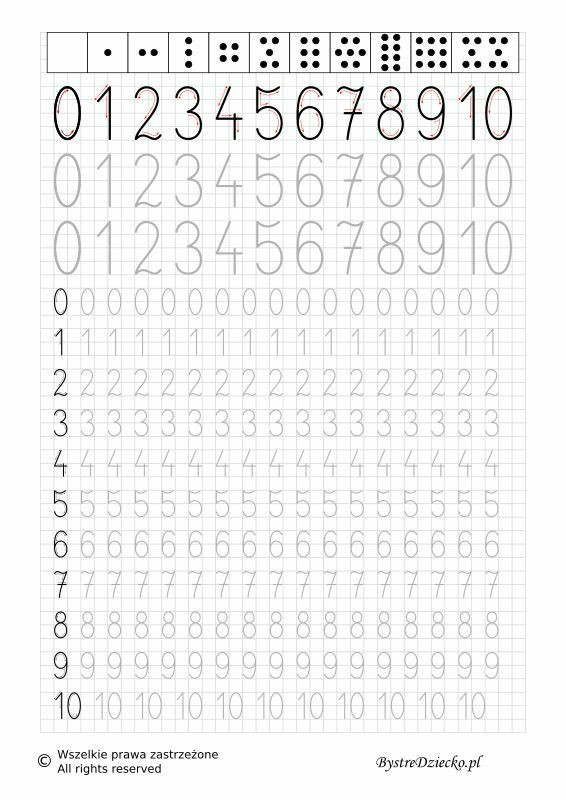 0 1 2 3 4 5 6 7 8 9 10
0 1 2 3 4 5 6 7 8 9 10
0 1 2 3 4 5 6 7 8 9 10
0 0 0 0 0 0 0 0 0 0 0 0 0 0 0 0 0
1 1 1 1 1 1 1 1 1 1 1 1 1 1 1 1 1
2 2 2 2 2 2 2 2 2 2 2 2 2 2 2 2 2
3 3 3 3 3 3 3 3 3 3 3 3 3 3 3 3 3
4 4 4 4 4 4 4 4 4 4 4 4 4 4 4 4 4
5 5 5 5 5 5 5 5 5 5 5 5 5 5 5 5 5
6 6 6 6 6 6 6 6 6 6 6 6 6 6 6 6 6
7 7 7 7 7 7 7 7 7 7 7 7 7 7 7 7 7
8 8 8 8 8 8 8 8 8 8 8 8 8 8 8 8 8
9 9 9 9 9 9 9 9 9 9 9 9 9 9 9 9 9
10 10 10 10 10 10 10 10 10 10 10
© Wszelkie prawa zastrzeżone
All rights reserved
BystreDziecko.pl